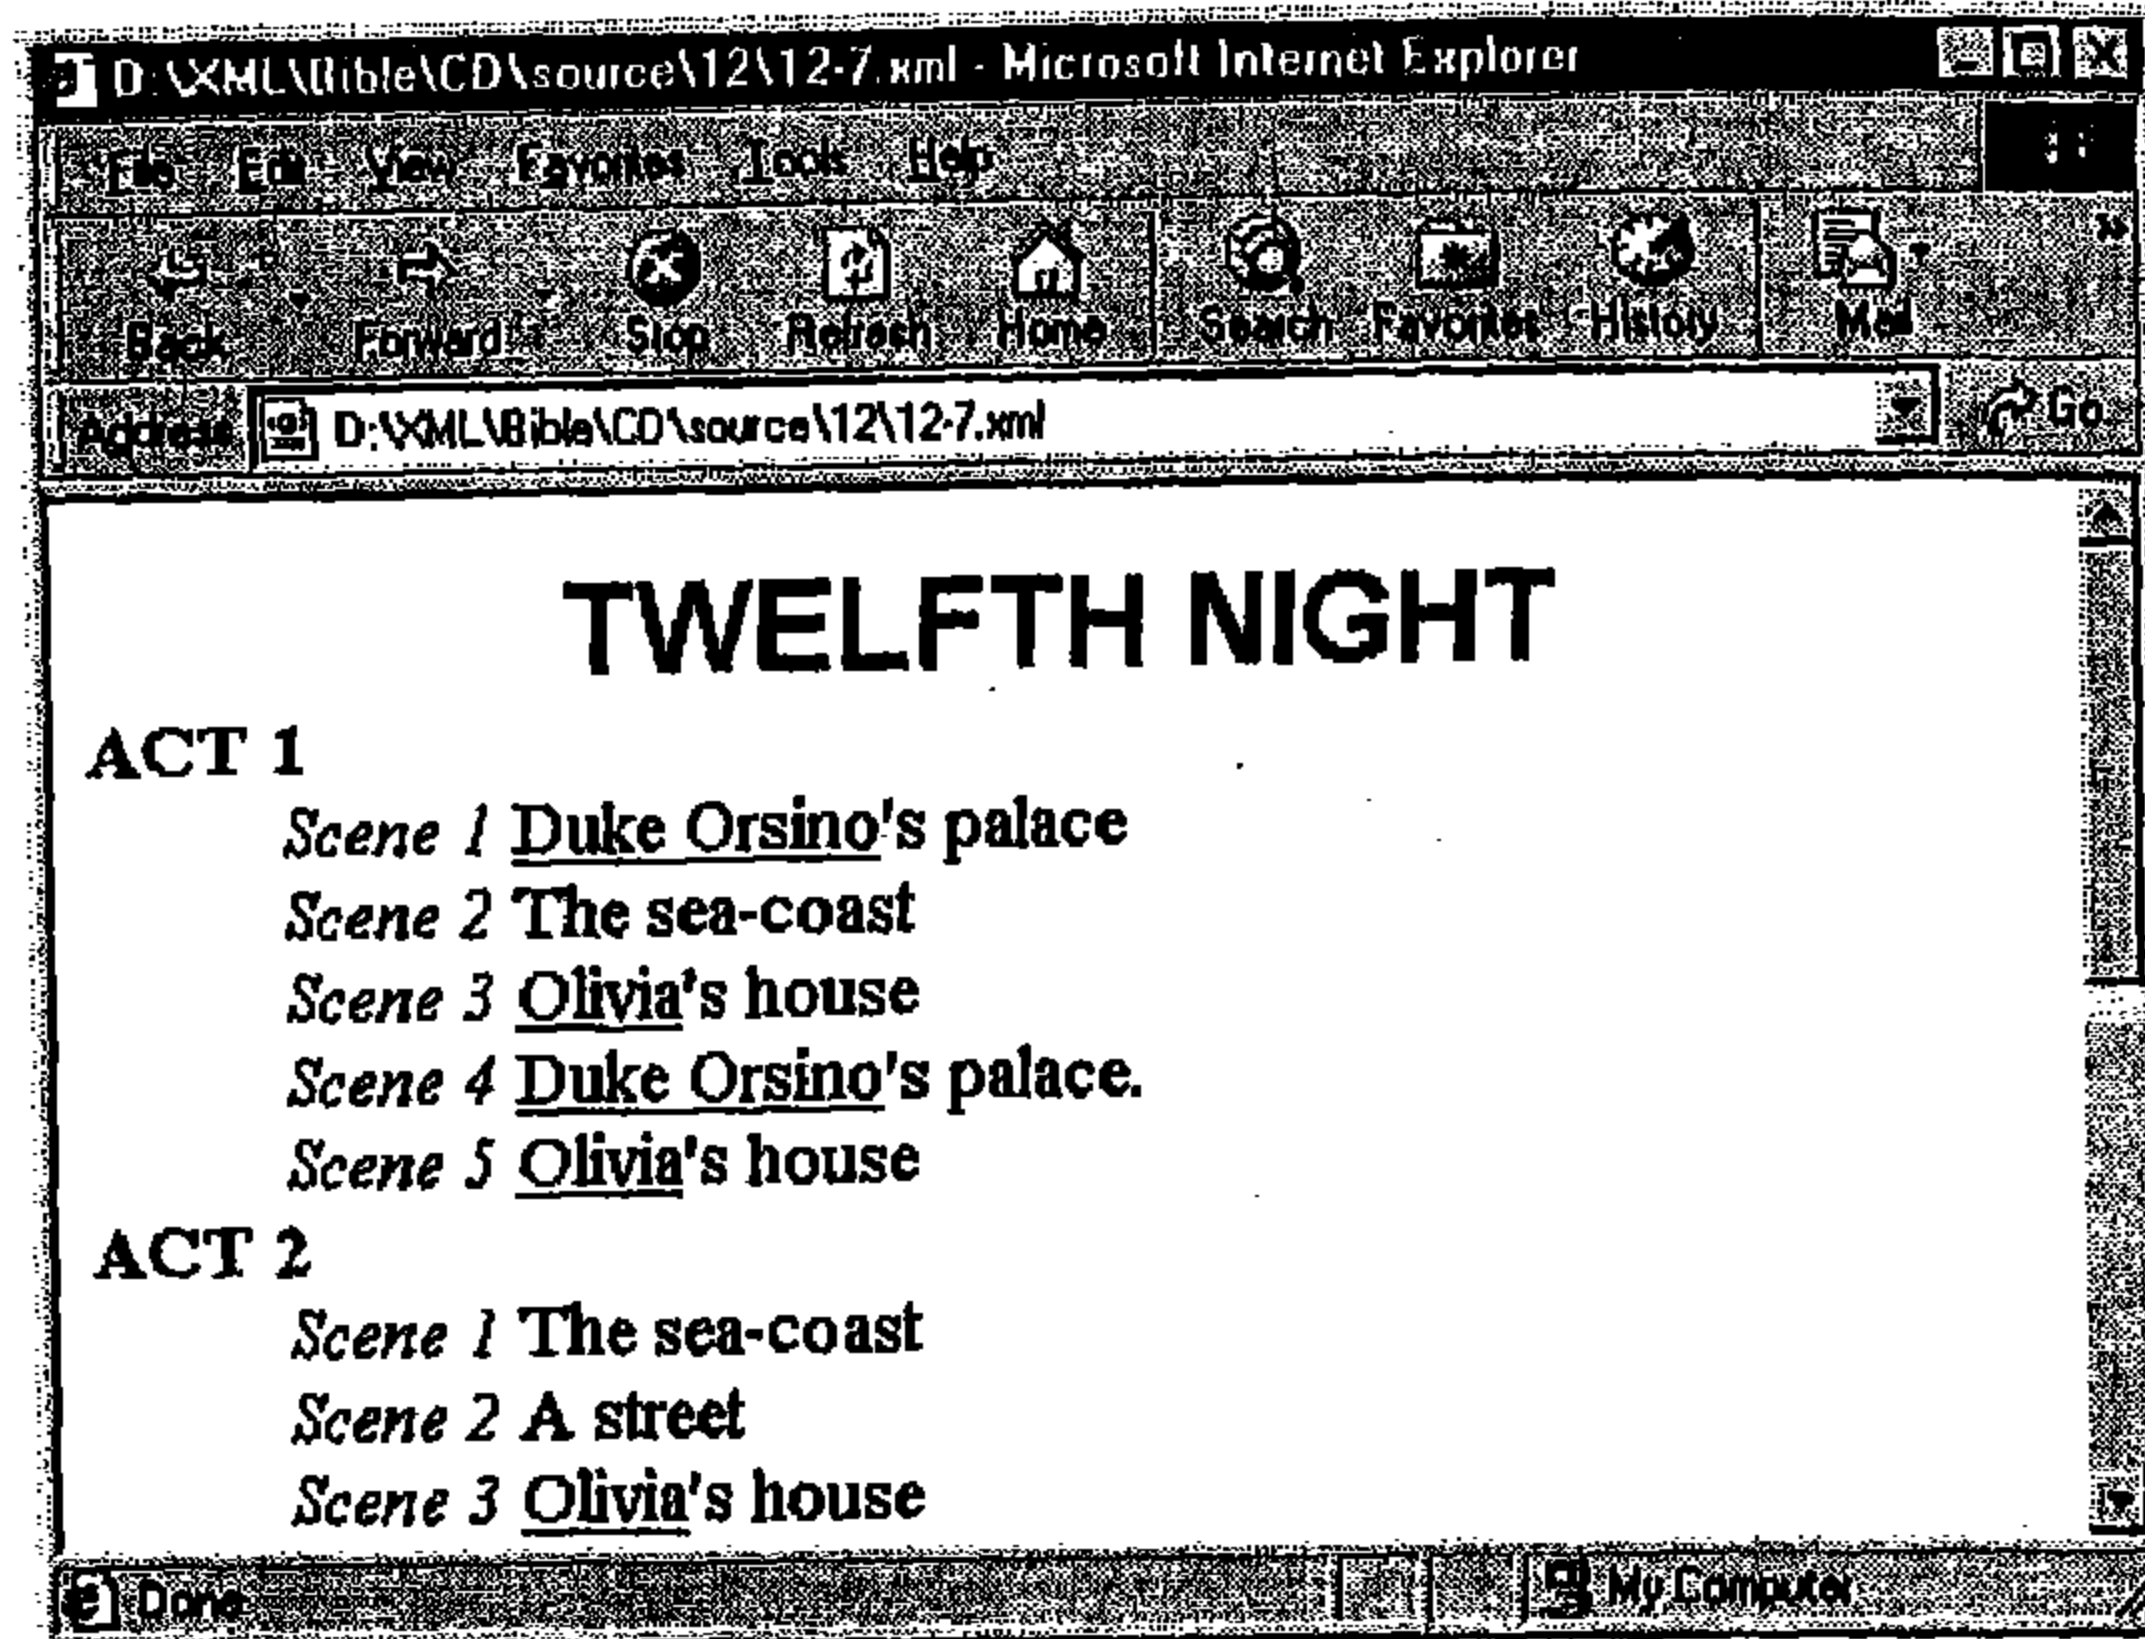 D:\XML\Bible\CD\source\12\12-7.xml - Microsoft Internet Explorer
File Edit View Favorites Tools Help
Back Forward Stop Refresh Home Search Favorites History Mail »
Address D:\XML\Bible\CD\source\12\12-7.xml Go
TWELFTH NIGHT
ACT 1
Scene 1 Duke Orsino's palace
Scene 2 The sea-coast
Scene 3 Olivia's house
Scene 4 Duke Orsino's palace.
Scene 5 Olivia's house
ACT 2
Scene 1 The sea-coast
Scene 2 A street
Scene 3 Olivia's house
Done My Computer